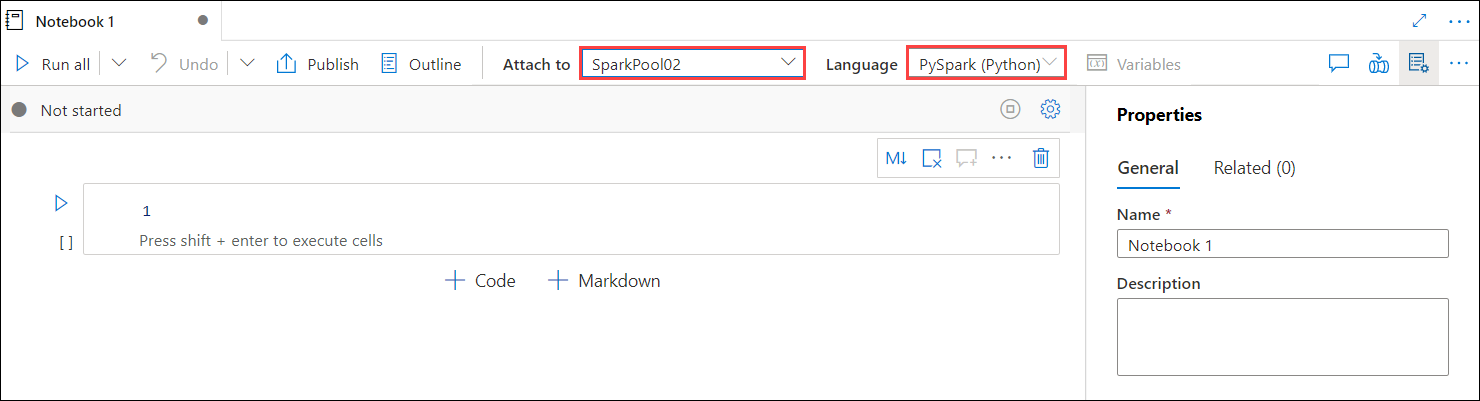 Notebook 1
Run all Undo Publish Outline Attach to SparkPool02 Language PySpark (Python) Variables
Not started
M↓
1
Press shift + enter to execute cells
[ ]
+ Code + Markdown
Properties
General Related (0)
Name *
Notebook 1
Description